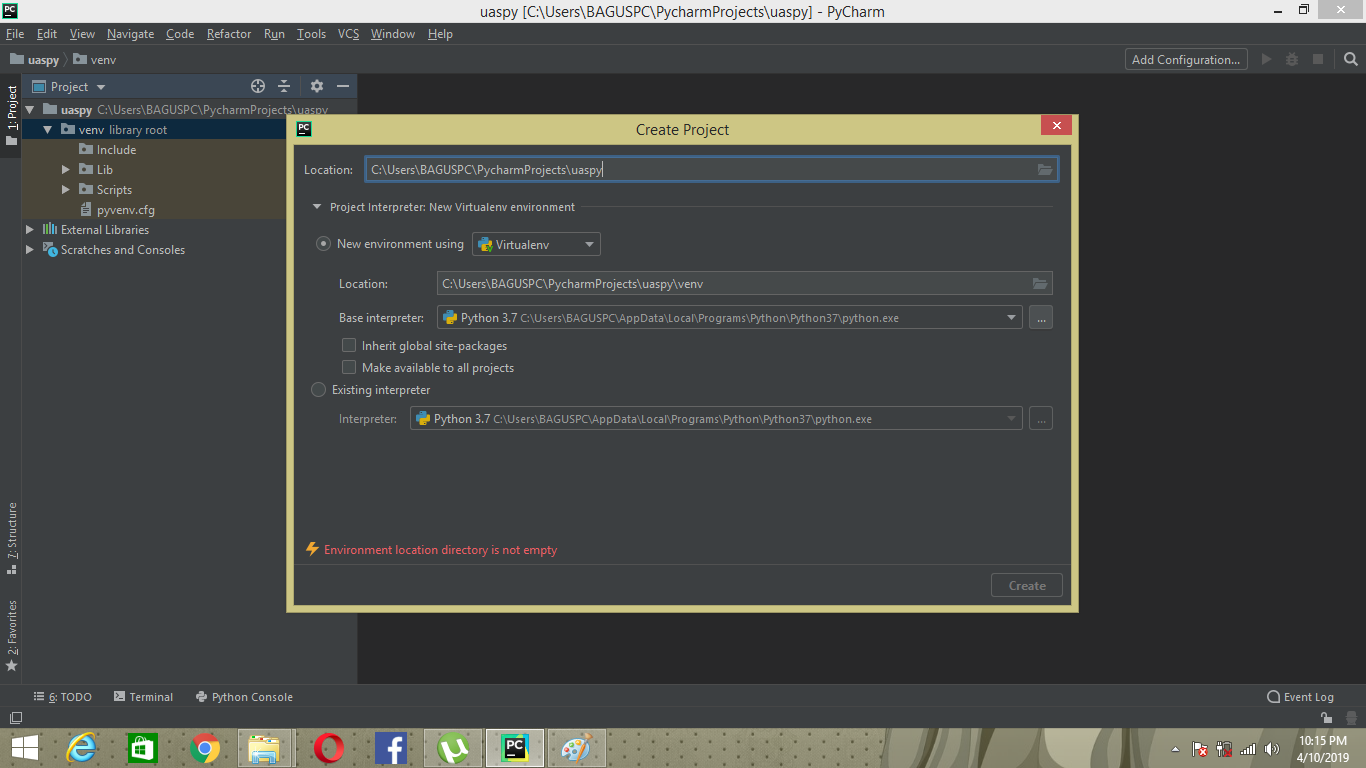 uaspy [C:\Users\BAGUSPC\PycharmProjects\uaspy] - PyCharm
File Edit View Navigate Code Refactor Run Tools VCS Window Help
uaspy venv Add Configuration...
1: Project
Project
uaspy C:\Users\BAGUSPC\PycharmProjects\uaspy
venv library root
Include
Lib
Scripts
pyvenv.cfg
External Libraries
Scratches and Consoles
PC Create Project
Location: C:\Users\BAGUSPC\PycharmProjects\uaspy
Project Interpreter: New Virtualenv environment
New environment using Virtualenv
Location: C:\Users\BAGUSPC\PycharmProjects\uaspy\venv
Base interpreter: Python 3.7 C:\Users\BAGUSPC\AppData\Local\Programs\Python\Python37\python.exe ...
Inherit global site-packages
Make available to all projects
Existing interpreter
Interpreter: Python 3.7 C:\Users\BAGUSPC\AppData\Local\Programs\Python\Python37\python.exe ...
Environment location directory is not empty
Create
7: Structure
2: Favorites
6: TODO Terminal Python Console Event Log
PC
10:15 PM
4/10/2019